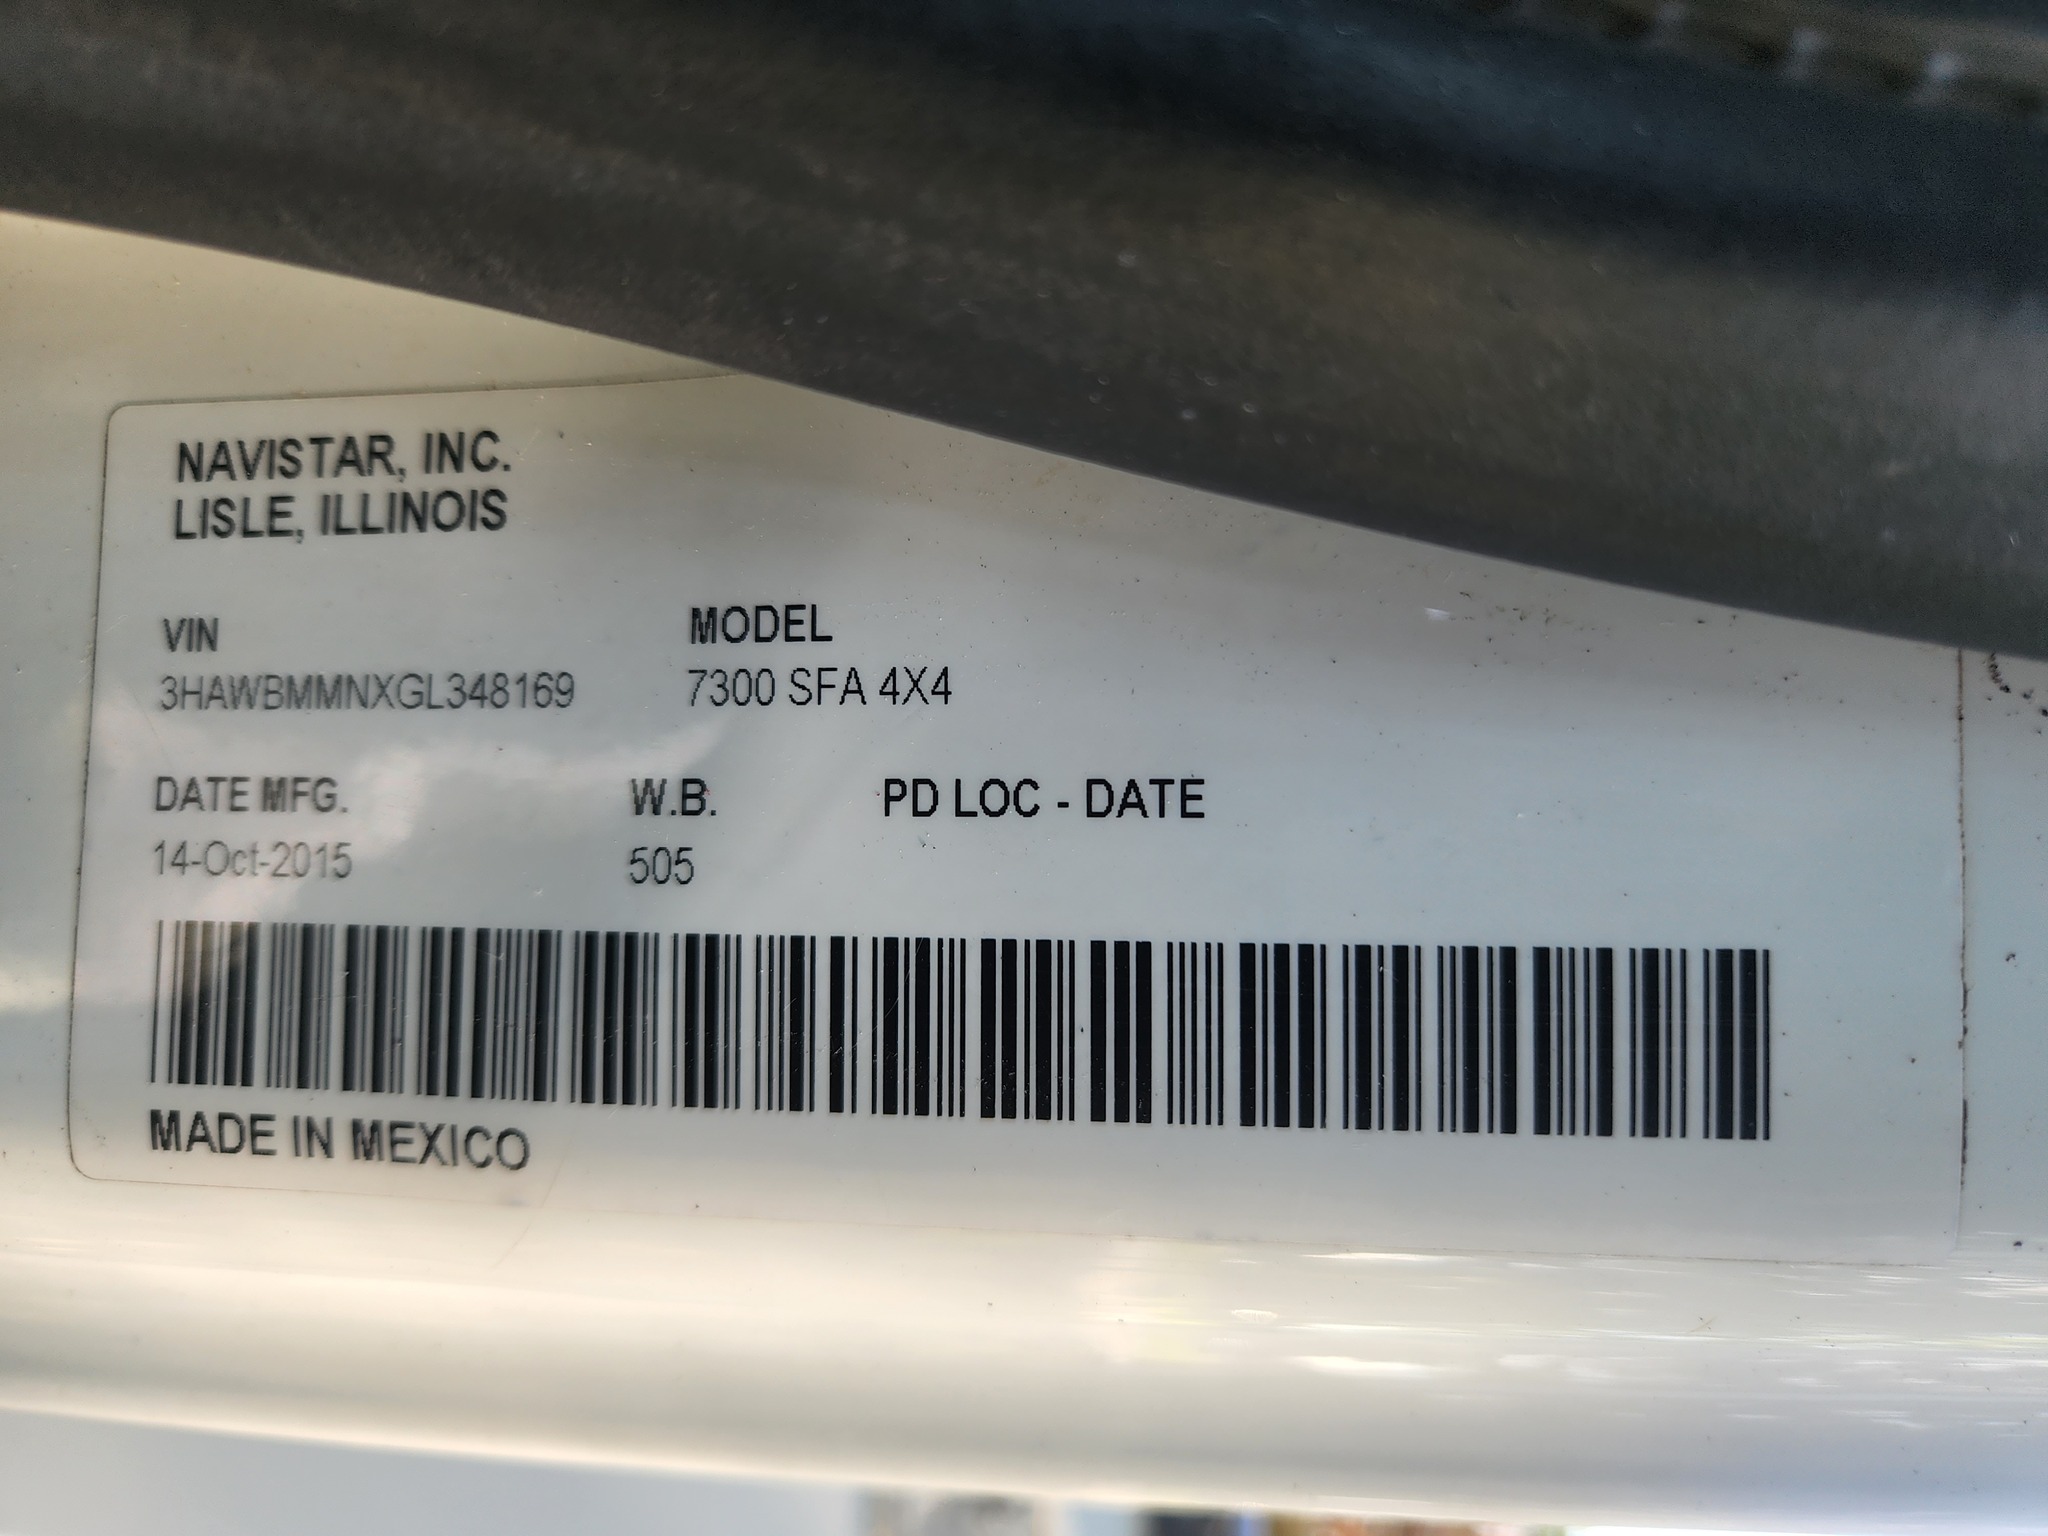 NAVISTAR, INC.
LISLE, ILLINOIS
VIN MODEL
3HAWBMMNXGL348169 7300 SFA 4X4
DATE MFG. W.B. PD LOC - DATE
14-Oct-2015 505
MADE IN MEXICO